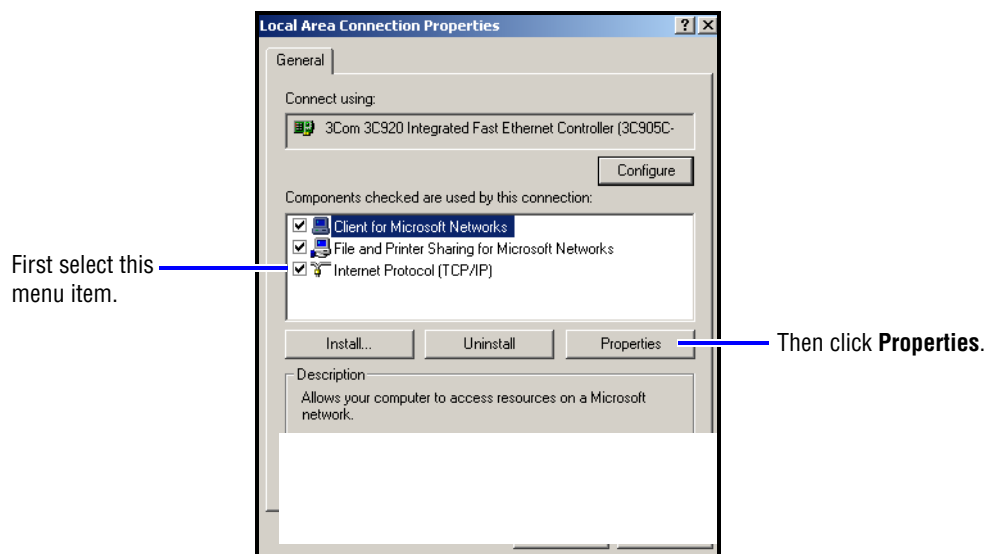 Local Area Connection Properties
General
Connect using:
3Com 3C920 Integrated Fast Ethernet Controller (3C905C-
Configure
Components checked are used by this connection:
Client for Microsoft Networks
File and Printer Sharing for Microsoft Networks
First select this
menu item.
Internet Protocol (TCP/IP)
Install...
Uninstall
Properties
Then click Properties.
Description
Allows your computer to access resources on a Microsoft
network.